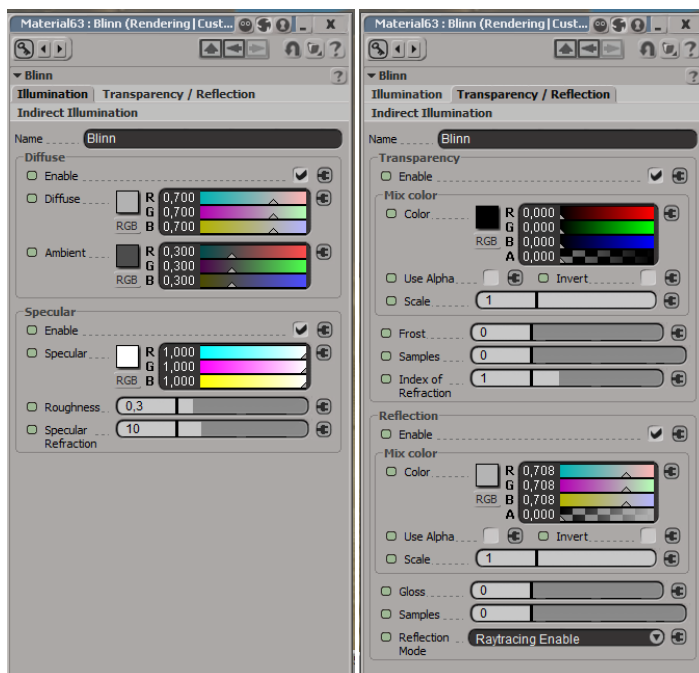 Material63 : Blinn (Rendering|Cust...
Blinn
Illumination Transparency / Reflection
Indirect Illumination
Name Blinn
Diffuse
Enable
Diffuse R 0,700
G 0,700
RGB B 0,700
Ambient R 0,300
G 0,300
RGB B 0,300
Specular
Enable
Specular R 1,000
G 1,000
RGB B 1,000
Roughness 0,3
Specular 10
Refraction
Material63 : Blinn (Rendering|Cust...
Blinn
Illumination Transparency / Reflection
Indirect Illumination
Name Blinn
Transparency
Enable
Mix color
Color R 0,000
G 0,000
RGB B 0,000
A 0,000
Use Alpha Invert
Scale 1
Frost 0
Samples 0
Index of 1
Refraction
Reflection
Enable
Mix color
Color R 0,708
G 0,708
RGB B 0,708
A 0,000
Use Alpha Invert
Scale 1
Gloss 0
Samples 0
Reflection Raytracing Enable
Mode